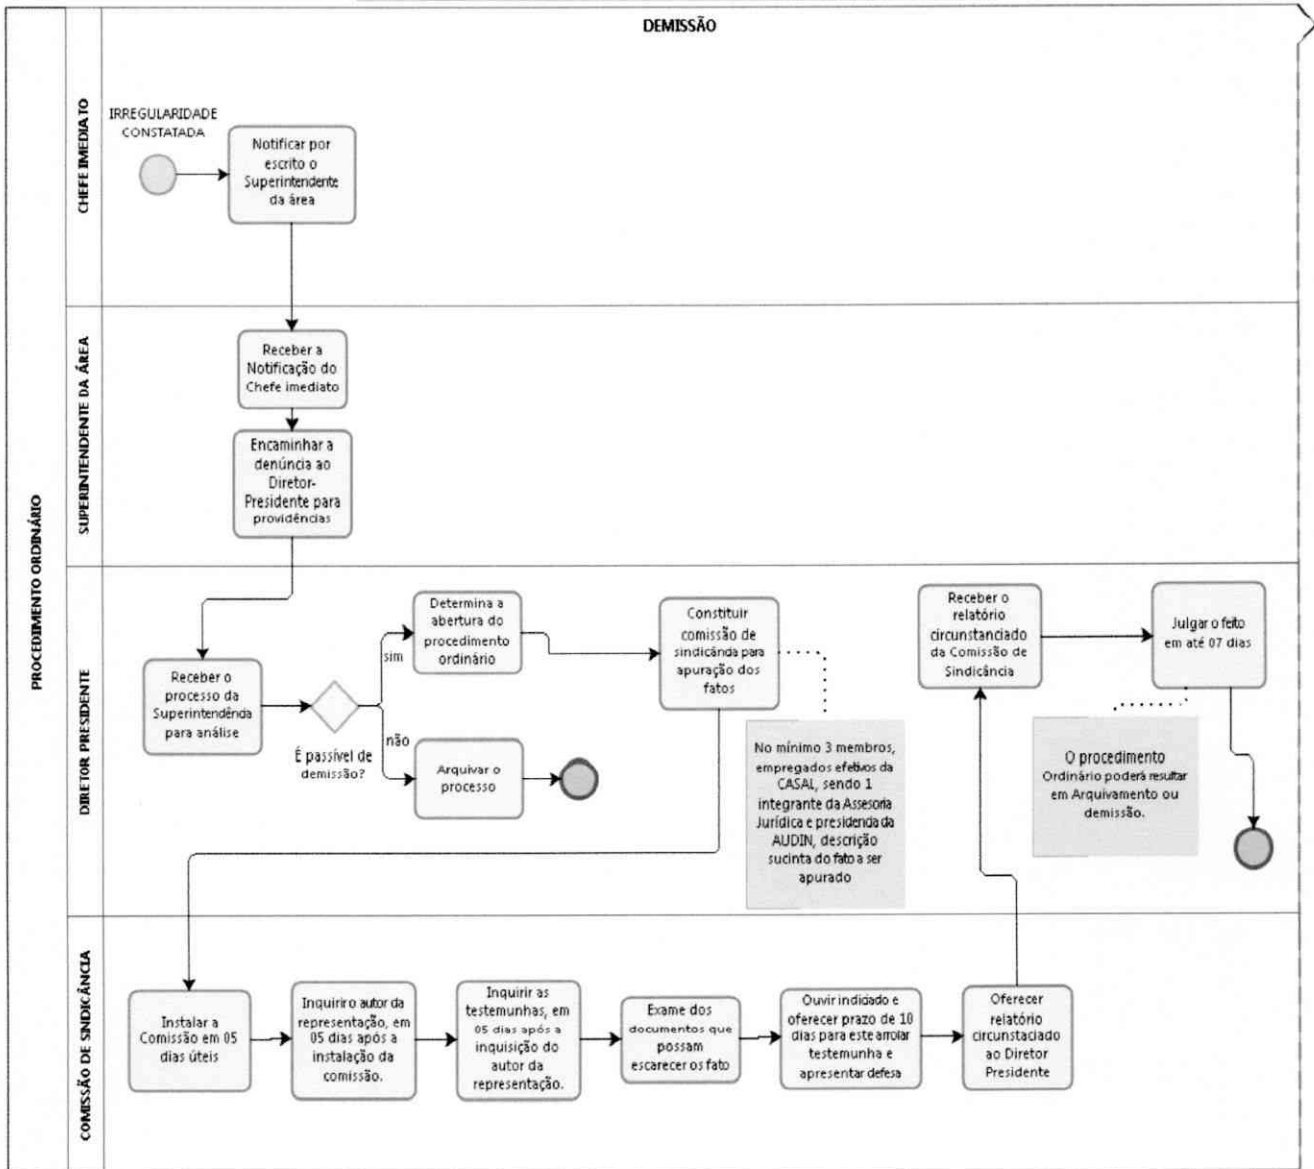 DEMISSÃO
PROCEDIMENTO ORDINÁRIO
CHEFE IMEDIATO
IRREGULARIDADE
CONSTATADA
Notificar por
escrito o
Superintendente
da área
SUPERINTENDENTE DA ÁREA
Receber a
Notificação do
Chefe imediato
Encaminhar a
denúncia ao
Diretor-
Presidente para
providências
DIRETOR PRESIDENTE
Receber o
processo da
Superintendência
para análise
É passível de
demissão?
sim
não
Determina a
abertura do
procedimento
ordinário
Arquivar o
processo
Constituir
comissão de
sindicânda para
apuração dos
fatos
No mínimo 3 membros,
empregados efetivos da
CASAL, sendo 1
integrante da Assesoria
Jurídica e presidenda da
AUDIN, descrição
sucinta do fato a ser
apurado
Receber o
relatório
circunstanciado
da Comissão de
Sindicância
Julgar o feito
em até 07 dias
O procedimento
Ordinário poderá resultar
em Arquivamento ou
demissão.
COMISSÃO DE SINDICÂNCIA
Instalar a
Comissão em 05
dias úteis
Inquirir o autor da
representação, em
05 dias após a
instalação da
comissão.
Inquirir as
testemunhas, em
05 dias após a
inquisição do
autor da
representação.
Exame dos
documentos que
possam
escarecer os fato
Ouvir indiciado e
oferecer prazo de 10
dias para este arrolar
testemunha e
apresentar defesa
Oferecer
relatório
circunstaciado
ao Diretor
Presidente